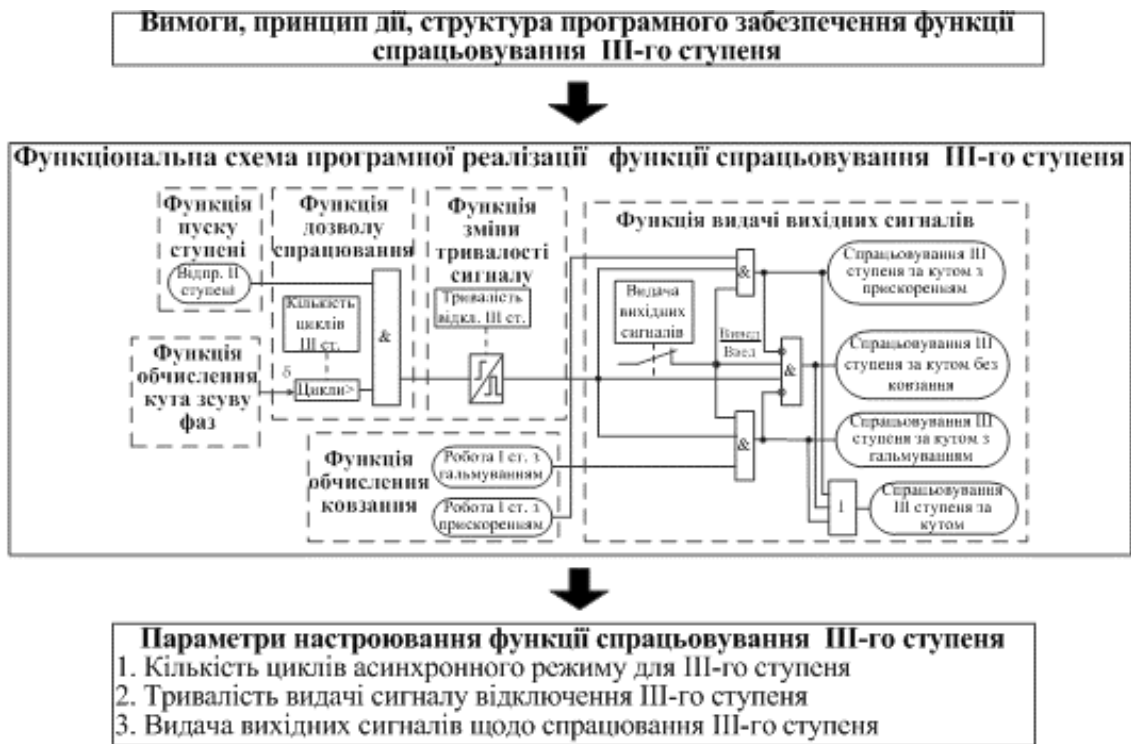 Вимоги, принцип дії, структура програмного забезпечення функції
спрацьовування III-го ступеня
Функціональна схема програмної реалізації функції спрацьовування III-го ступеня
Функція
пуску
ступені
Відпр. II
ступені
Функція
обчислення
кута зсуву
фаз
Функція
дозволу
спрацювання
Кількість
циклів
III ст.
δ
Цикли>
&
Функція
зміни
тривалості
сигналу
Тривалість
відкл. III ст.
Функція
обчислення
ковзання
Робота I ст. з
гальмуванням
Робота I ст. з
прискоренням
Функція видачі вихідних сигналів
Видача
вихідних
сигналів
Вивед
Введ
&
&
&
1
Спрацьовування III
ступеня за кутом з
прискоренням
Спрацьовування III
ступеня за кутом без
ковзання
Спрацьовування III
ступеня за кутом з
гальмуванням
Спрацьовування
III ступеня за
кутом
Параметри настроювання функції спрацьовування III-го ступеня
1. Кількість циклів асинхронного режиму для III-го ступеня
2. Тривалість видачі сигналу відключення III-го ступеня
3. Видача вихідних сигналів щодо спрацювання III-го ступеня